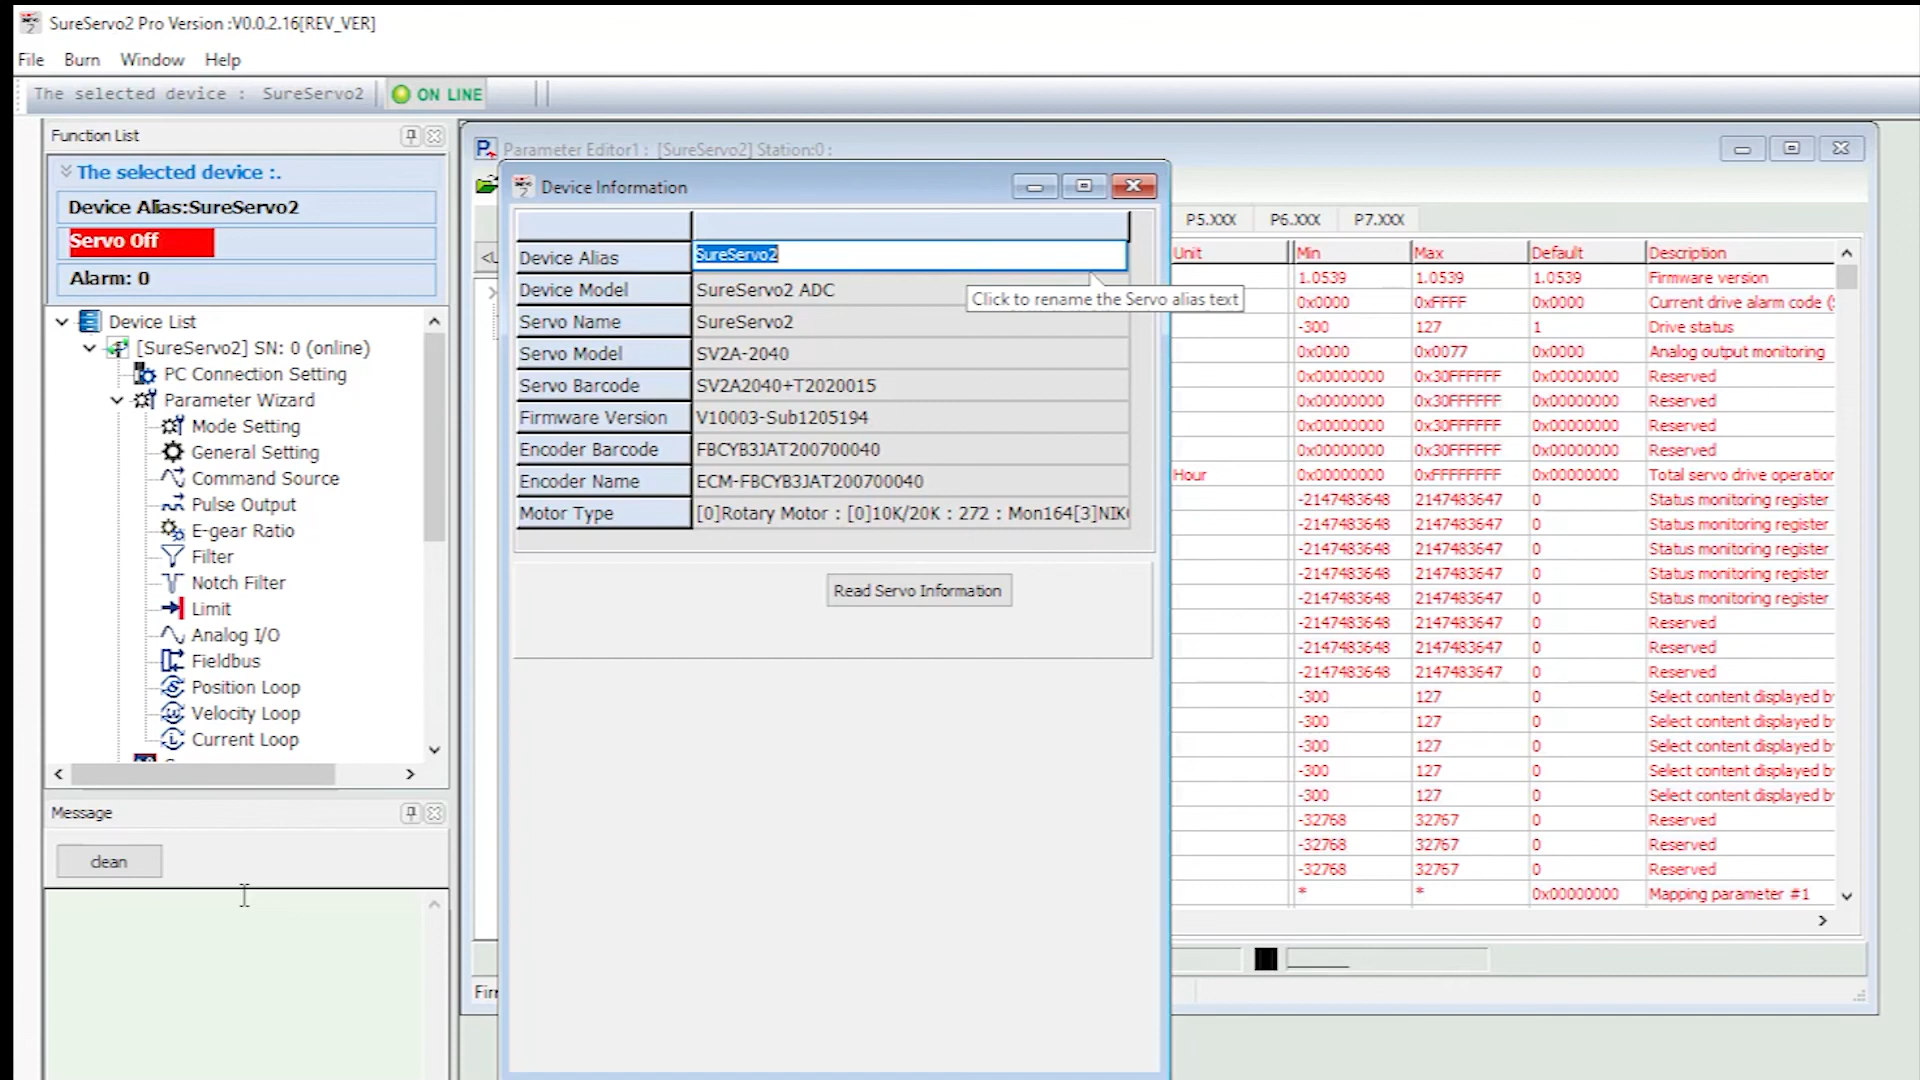 SureServo2 Pro Version :V0.0.2.16[REV_VER]
File Burn Window Help
The selected device : SureServo2 ON LINE
Function List
The selected device :.
Device Alias:SureServo2
Servo Off
Alarm: 0
Device List
[SureServo2] SN: 0 (online)
PC Connection Setting
Parameter Wizard
Mode Setting
General Setting
Command Source
Pulse Output
E-gear Ratio
Filter
Notch Filter
Limit
Analog I/O
Fieldbus
Position Loop
Velocity Loop
Current Loop
Message
clean
Parameter Editor1 : [SureServo2] Station:0 :
Device Information
Device Alias SureServo2
Click to rename the Servo alias text
Device Model SureServo2 ADC
Servo Name SureServo2
Servo Model SV2A-2040
Servo Barcode SV2A2040+T2020015
Firmware Version V10003-Sub1205194
Encoder Barcode FBCYB3JAT200700040
Encoder Name ECM-FBCYB3JAT200700040
Motor Type [0]Rotary Motor : [0]10K/20K : 272 : Mon164[3]NIK
Read Servo Information
P5.XXX P6.XXX P7.XXX
Unit Min Max Default Description
1.0539 1.0539 1.0539 Firmware version
0x0000 0xFFFF 0x0000 Current drive alarm code
-300 127 1 Drive status
0x0000 0x0077 0x0000 Analog output monitoring
0x00000000 0x30FFFFFF 0x00000000 Reserved
0x00000000 0x30FFFFFF 0x00000000 Reserved
0x00000000 0x30FFFFFF 0x00000000 Reserved
0x00000000 0x30FFFFFF 0x00000000 Reserved
Hour 0x00000000 0xFFFFFFFF 0x00000000 Total servo drive operation
-2147483648 2147483647 0 Status monitoring register
-2147483648 2147483647 0 Status monitoring register
-2147483648 2147483647 0 Status monitoring register
-2147483648 2147483647 0 Status monitoring register
-2147483648 2147483647 0 Status monitoring register
-2147483648 2147483647 0 Reserved
-2147483648 2147483647 0 Reserved
-2147483648 2147483647 0 Reserved
-300 127 0 Select content displayed b
-300 127 0 Select content displayed b
-300 127 0 Select content displayed b
-300 127 0 Select content displayed b
-300 127 0 Select content displayed b
-32768 32767 0 Reserved
-32768 32767 0 Reserved
-32768 32767 0 Reserved
* * 0x00000000 Mapping parameter #1